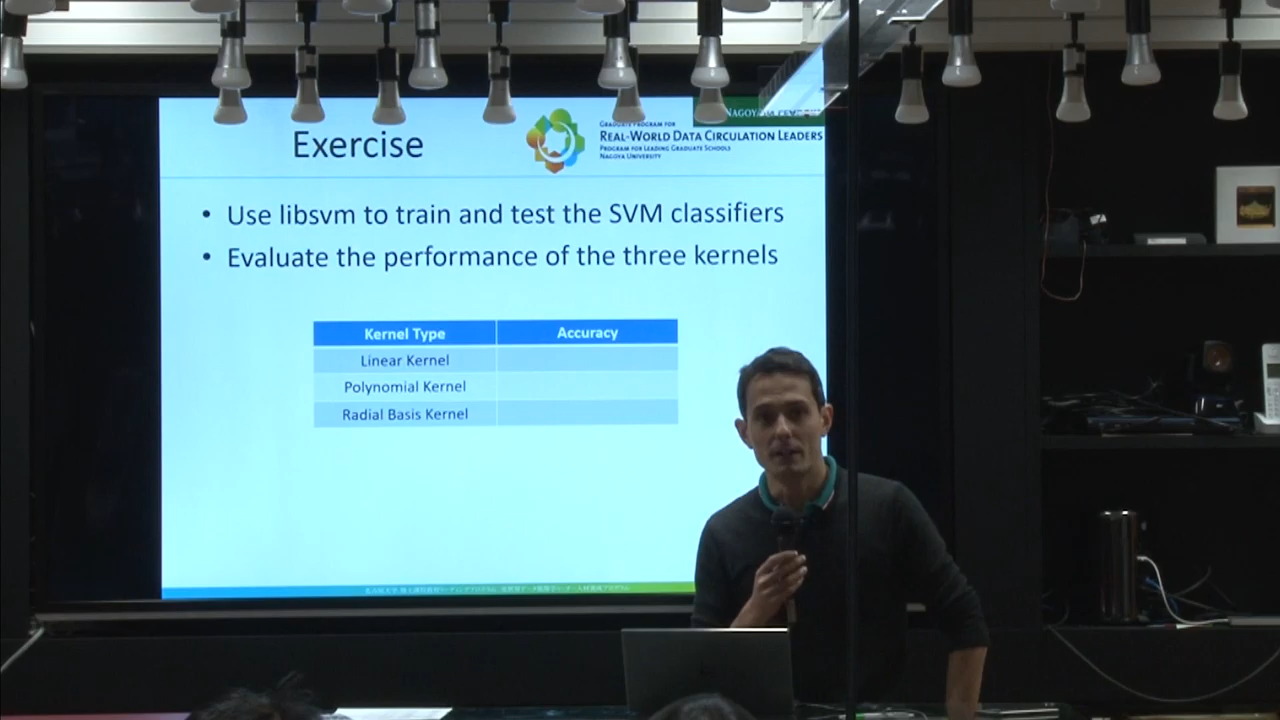 Exercise
NAGOYA
GRADUATE PROGRAM FOR
REAL-WORLD DATA CIRCULATION LEADERS
PROGRAM FOR LEADING GRADUATE SCHOOLS
NAGOYA UNIVERSITY
• Use libsvm to train and test the SVM classifiers
• Evaluate the performance of the three kernels
Kernel Type Accuracy
Linear Kernel
Polynomial Kernel
Radial Basis Kernel